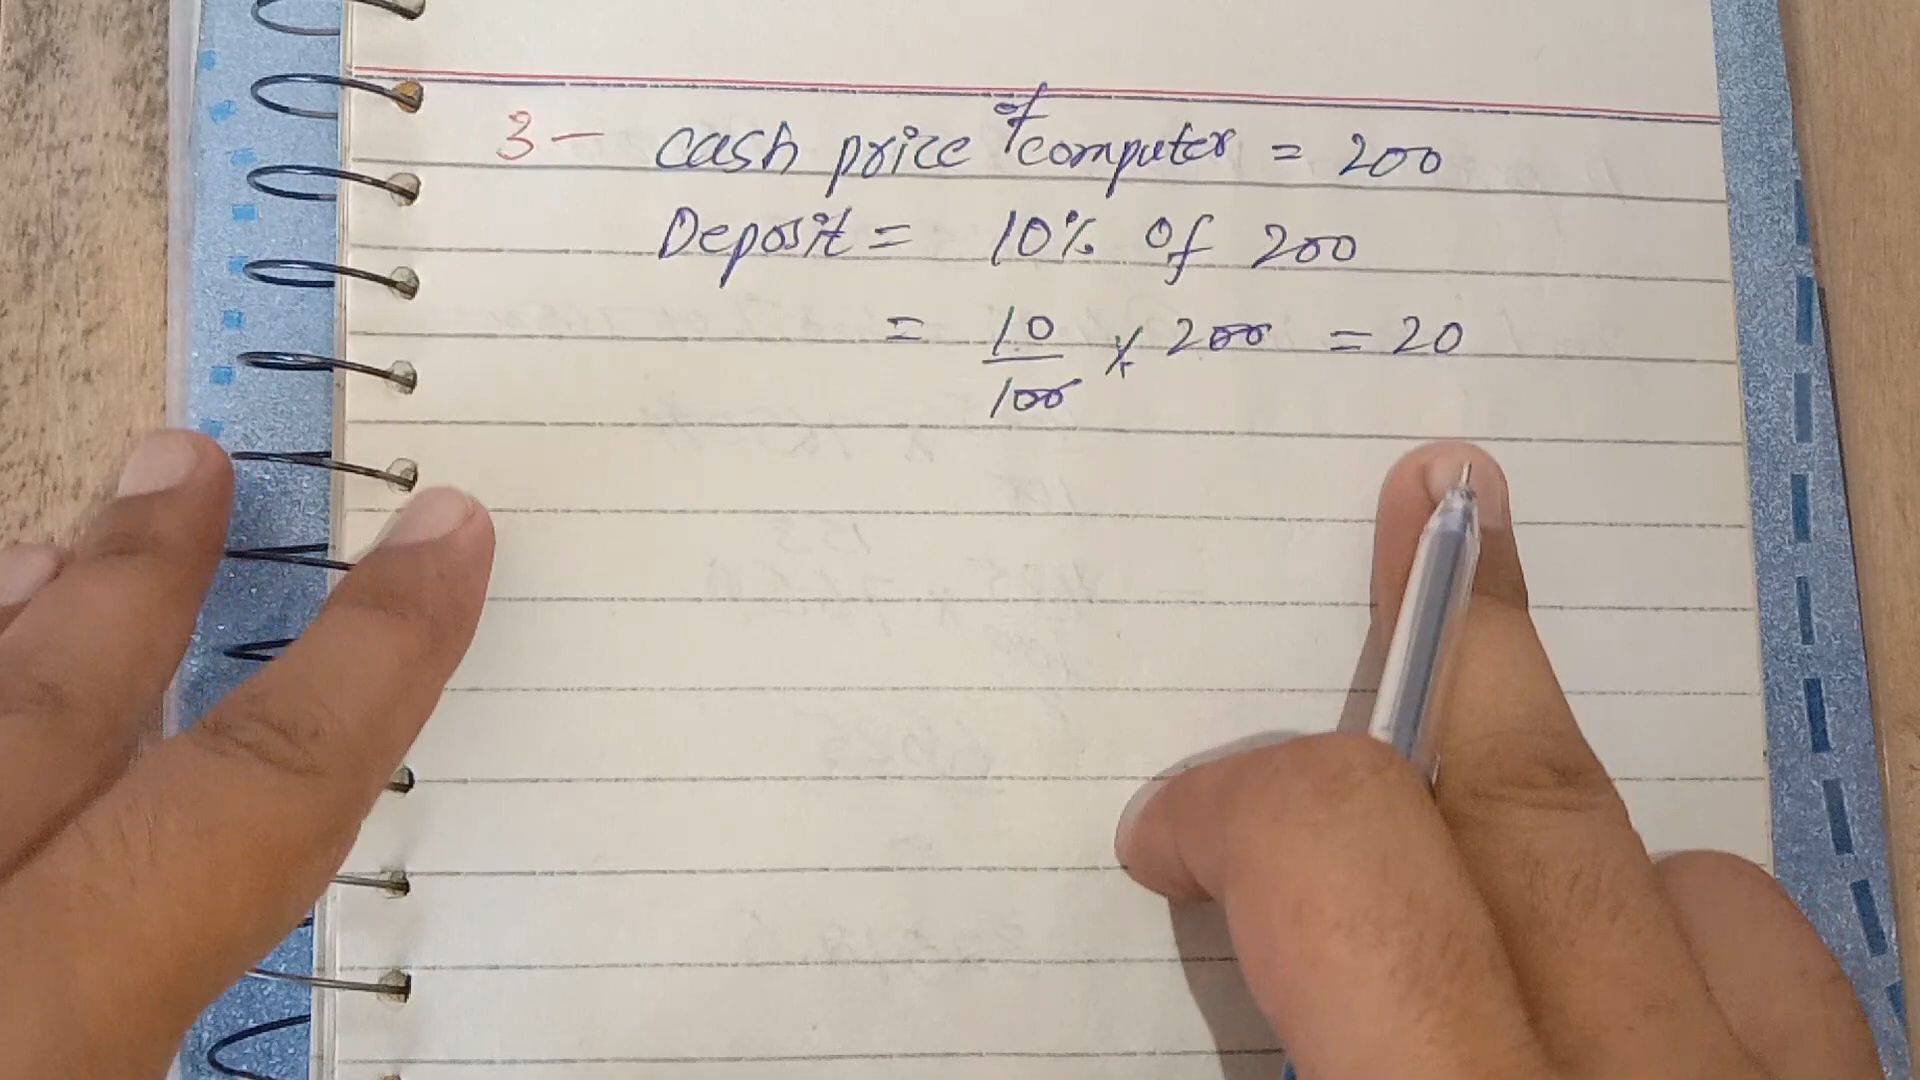 3- cash price of computer = 200
Deposit = 10% of 200
= 10/100 × 200 = 20